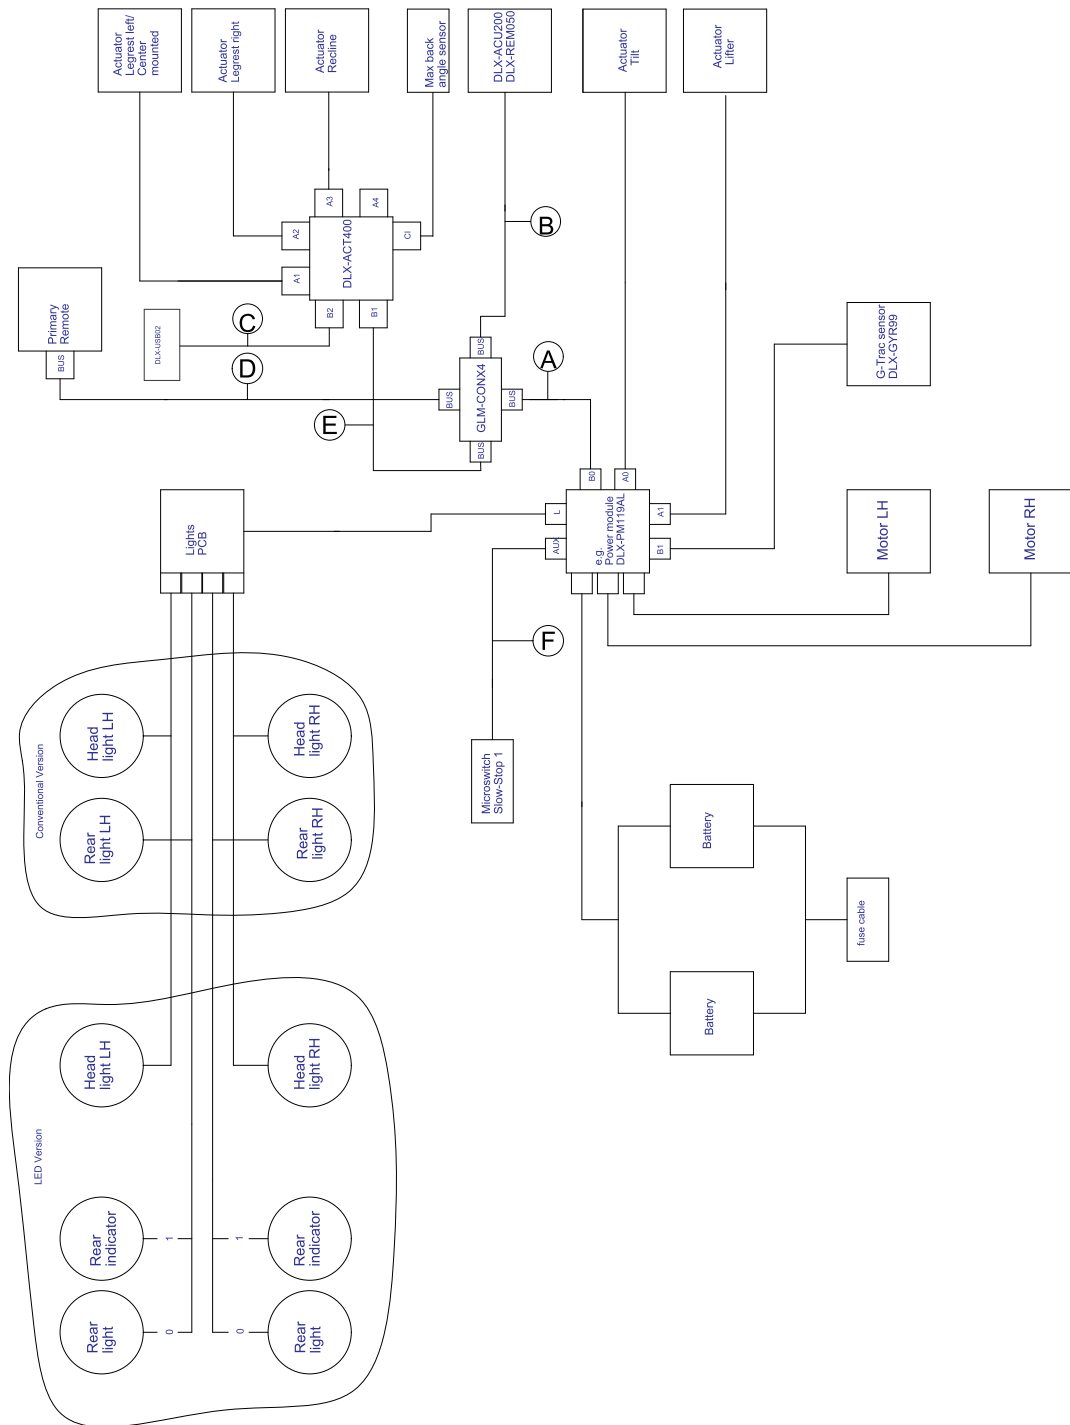 Actuator
Legrest left/
Center
mounted
Actuator
Legrest right
Actuator
Recline
Max back
angle sensor
DLX-ACU200
DLX-REM050
Actuator
Tilt
Actuator
Lifter
A3
A4
A2
A1
CI
DLX-ACT400
B2
B1
B
Primary
Remote
BUS
DLX-USB02
C
D
E
A
BUS
BUS
BUS
BUS
GLM-CONX4
G-Trac sensor
DLX-GYR99
B0
A0
L
AUX
A1
B1
e.g.
Power module
DLX-PM119AL
Lights
PCB
Motor LH
Motor RH
F
Microswitch
Slow-Stop 1
Conventional Version
Head
light LH
Head
light RH
Rear
light LH
Rear
light RH
Battery
Battery
fuse cable
LED Version
Head
light LH
Head
light RH
Rear
indicator
1
1
Rear
indicator
Rear
light
0
0
Rear
light